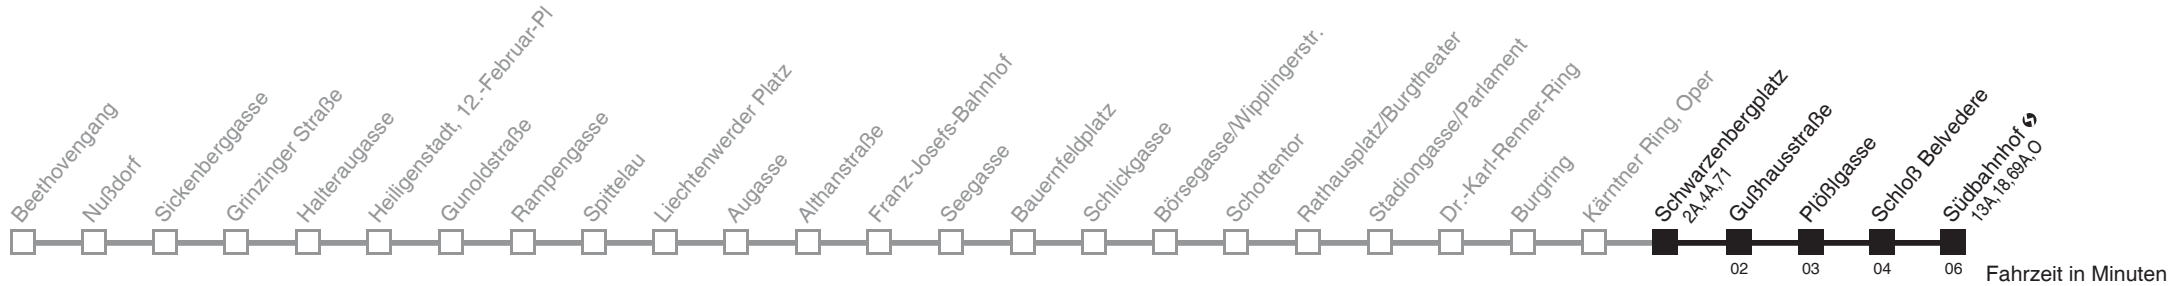 Beethovengang
Nußdorf
Sickenberggasse
Grinzinger Straße
Halteraugasse
Heiligenstadt, 12.-Februar-Pl
Gunoldstraße
Rampengasse
Spittelau
Liechtenwerder Platz
Augasse
Althanstraße
Franz-Josefs-Bahnhof
Seegasse
Bauernfeldplatz
Schlickgasse
Börsegasse/Wipplingerstr.
Schottentor
Rathausplatz/Burgtheater
Stadiongasse/Parlament
Dr.-Karl-Renner-Ring
Burgring
Kärntner Ring, Oper
Schwarzenbergplatz
2A,4A,71
Gußhausstraße
Plößlgasse
Schloß Belvedere
Südbahnhof
13A,18,69A,O
02
03
04
06
Fahrzeit in Minuten